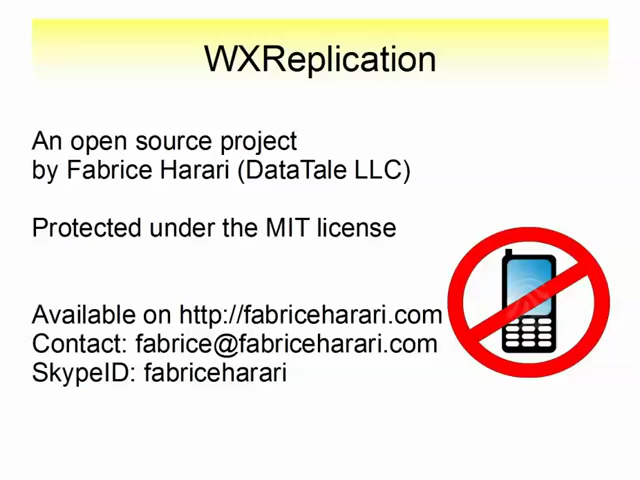 WXReplication
An open source project
by Fabrice Harari (DataTale LLC)
Protected under the MIT license
Available on http://fabriceharari.com
Contact: fabrice@fabriceharari.com
SkypeID: fabriceharari